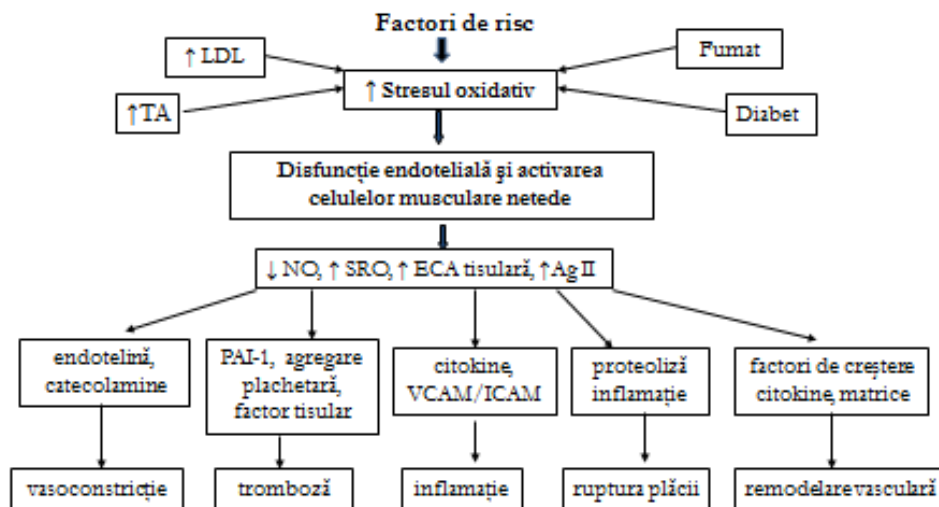 Factori de risc
↑ LDL
Fumat
↑ Stresul oxidativ
↑TA
Diabet
Disfuncție endotelială și activarea
celulelor musculare netede
↓ NO, ↑ SRO, ↑ ECA tisulară, ↑Ag II
endotelină,
catecolamine
PAI-1, agregare
plachetară,
factor tisular
citokine,
VCAM/ICAM
proteoliză
inflamație
factori de creștere
citokine, matrice
vasoconstricție
tromboză
inflamație
ruptura plăcii
remodelare vasculară